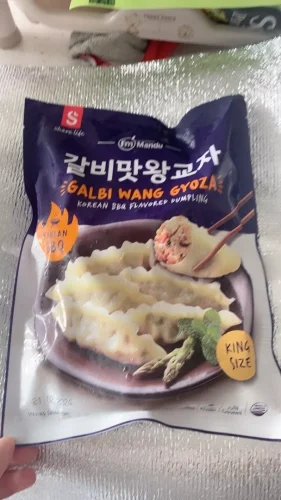 S
share life
fm Mandu
갈비맛왕교자
GALBI WANG GYOZA
KOREAN BBQ FLAVORED DUMPLING
KOREAN
BBQ
KING
SIZE